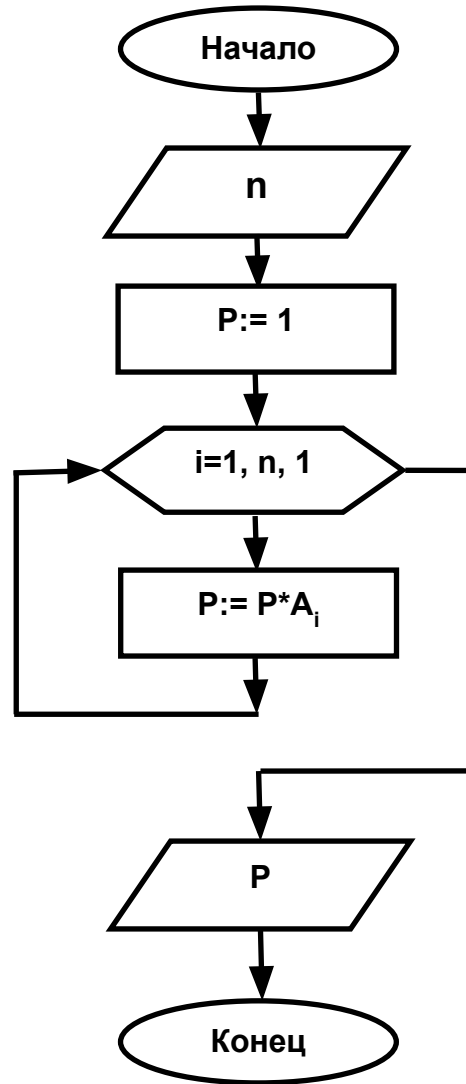 Начало
n
P:= 1
i=1, n, 1
P:= P*Aᵢ
P
Конец